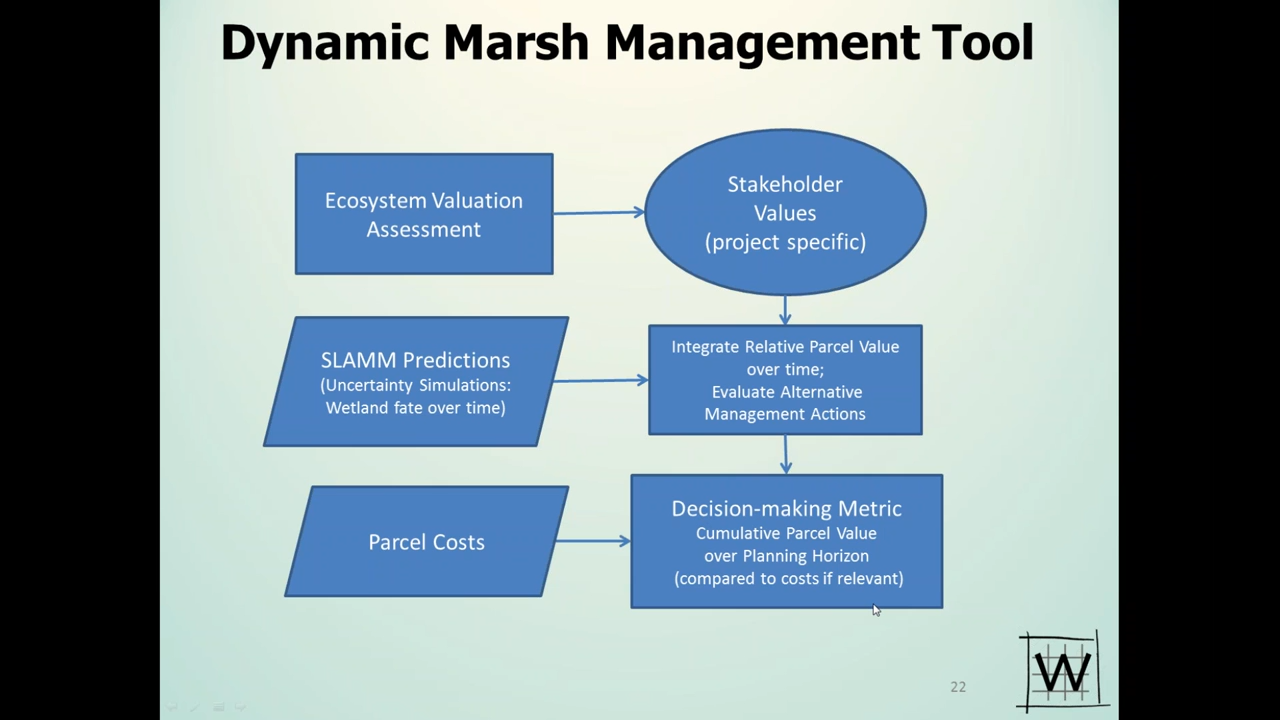 Dynamic Marsh Management Tool
Ecosystem Valuation
Assessment
Stakeholder
Values
(project specific)
SLAMM Predictions
(Uncertainty Simulations:
Wetland fate over time)
Integrate Relative Parcel Value
over time;
Evaluate Alternative
Management Actions
Parcel Costs
Decision-making Metric
Cumulative Parcel Value
over Planning Horizon
(compared to costs if relevant)
22
W